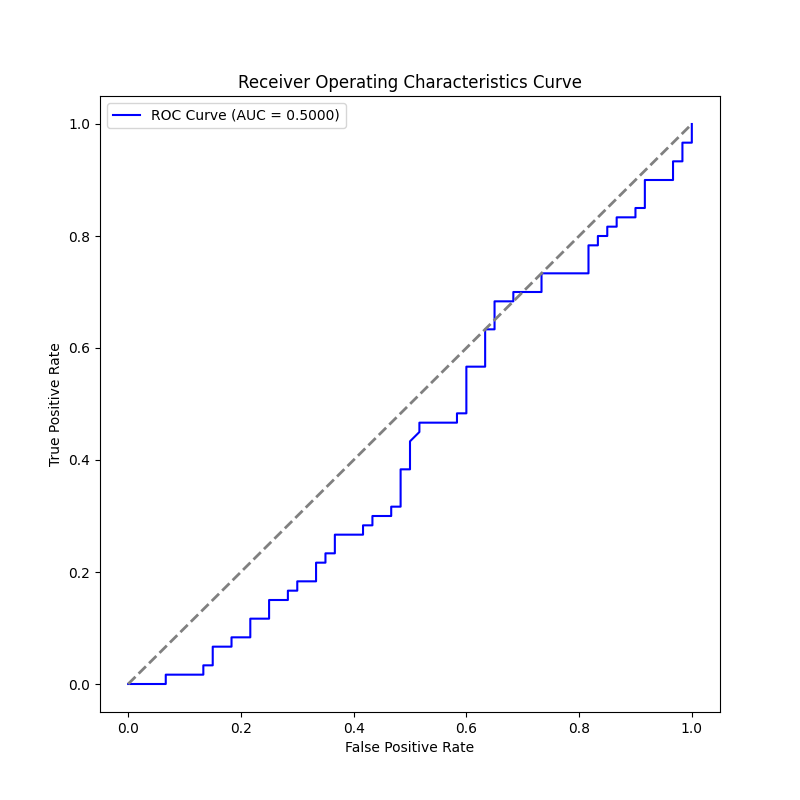 Receiver Operating Characteristics Curve
ROC Curve (AUC = 0.5000)
1.0
0.8
0.6
0.4
0.2
0.0
True Positive Rate
0.0 0.2 0.4 0.6 0.8 1.0
False Positive Rate